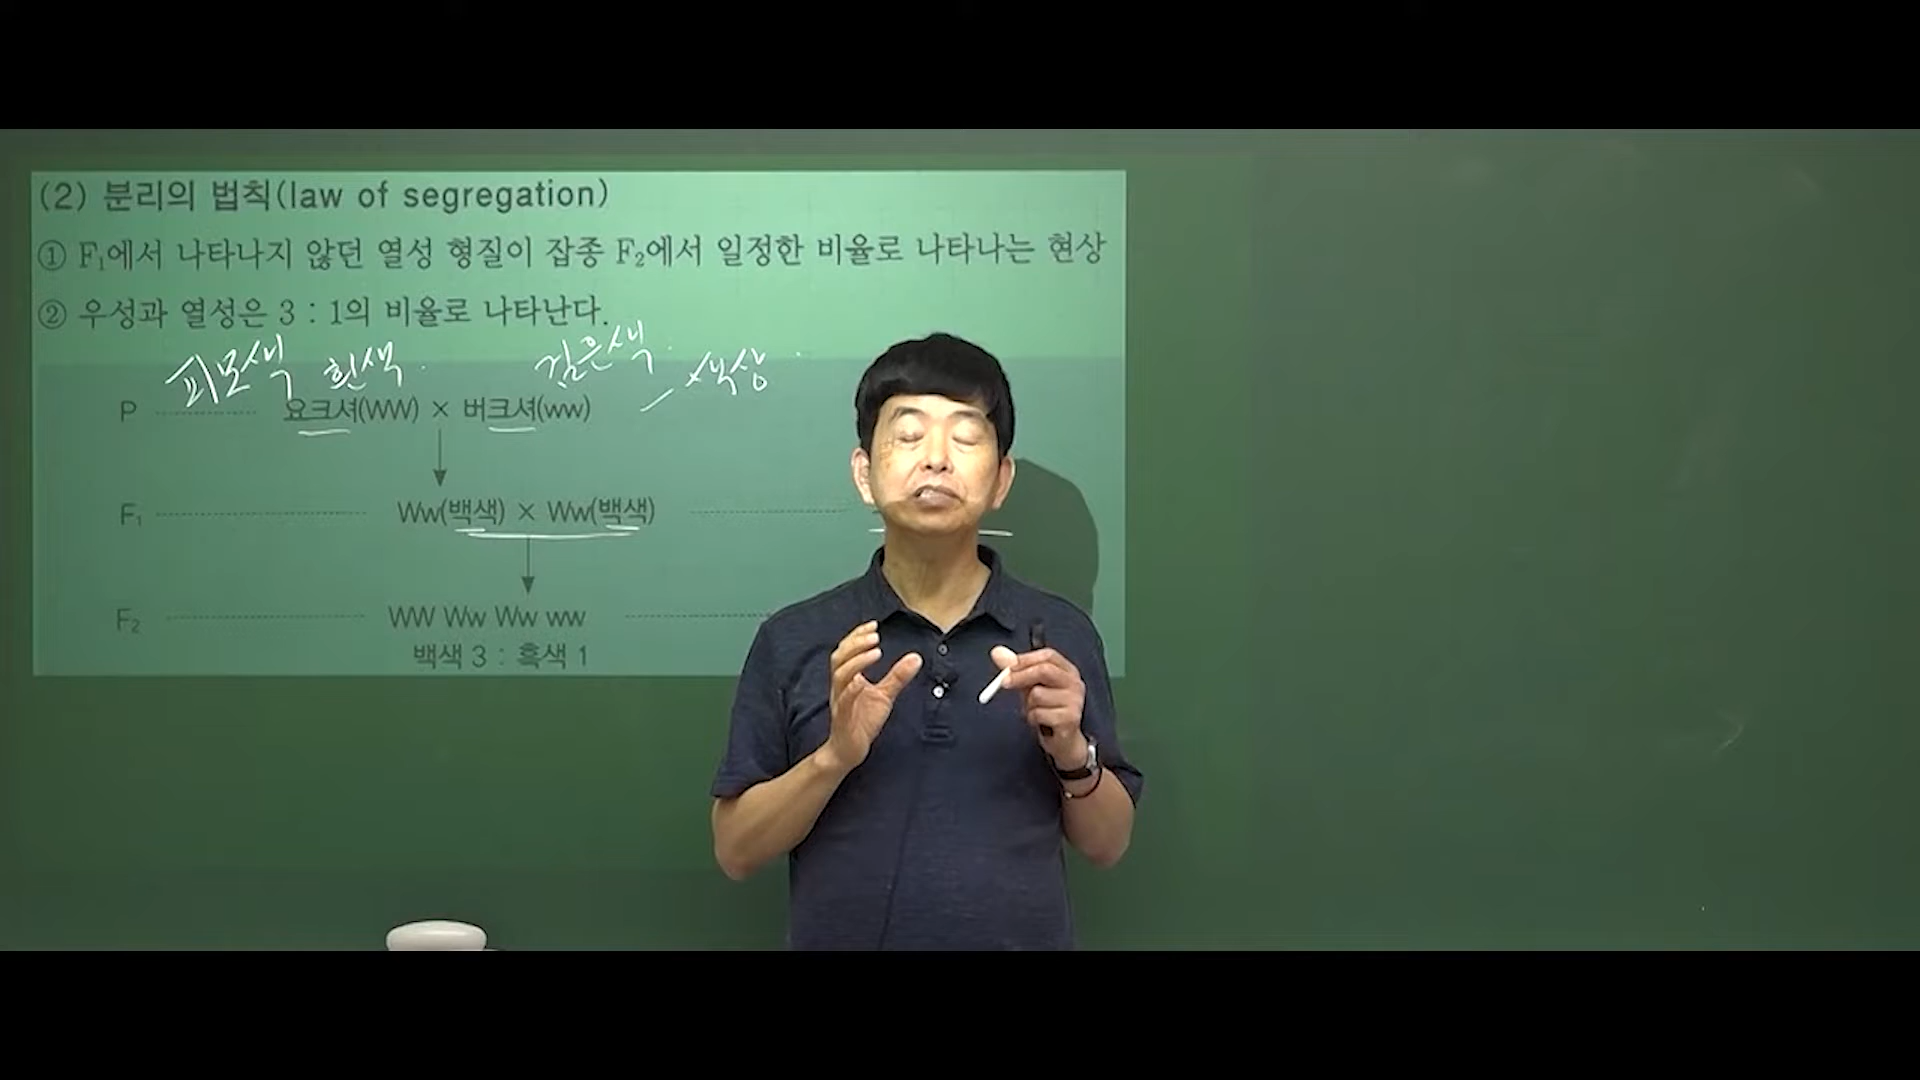 (2) 분리의 법칙(law of segregation)
① F₁에서 나타나지 않던 열성 형질이 잡종 F₂에서 일정한 비율로 나타나는 현상
② 우성과 열성은 3 : 1의 비율로 나타난다.
피모색 흰색. 검은색.
P 요크셔(WW) × 버크셔(ww)
F₁ Ww(백색) × Ww(백색)
F₂ WW Ww Ww ww
백색 3 : 흑색 1